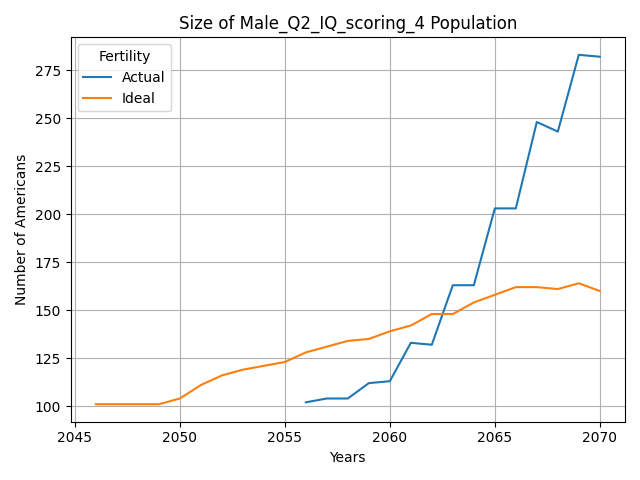 Size of Male_Q2_IQ_scoring_4 Population
Fertility
Actual
Ideal
Number of Americans
275
250
225
200
175
150
125
100
2045 2050 2055 2060 2065 2070
Years